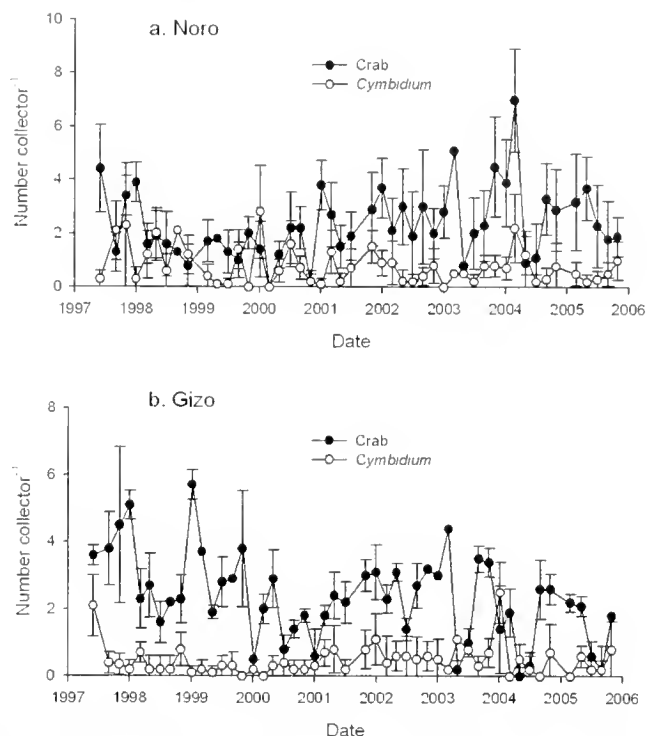 a. Noro
Crab
Cymbidium
Number collector⁻¹
10
8
6
4
2
0
1997 1998 1999 2000 2001 2002 2003 2004 2005 2006
Date
b. Gizo
Crab
Cymbidium
Number collector⁻¹
8
6
4
2
0
1997 1998 1999 2000 2001 2002 2003 2004 2005 2006
Date